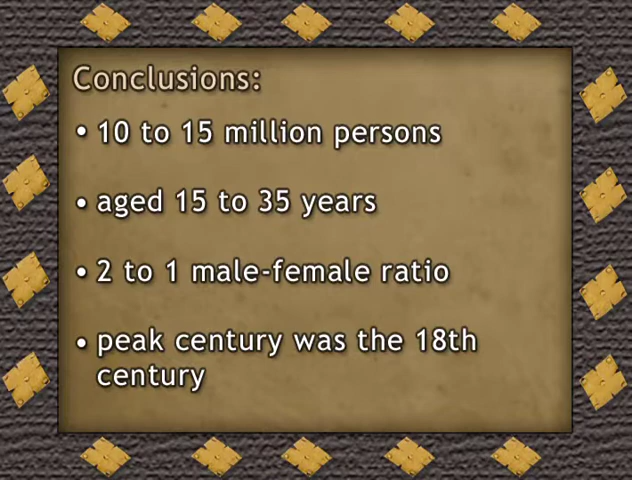 Conclusions:
• 10 to 15 million persons
• aged 15 to 35 years
• 2 to 1 male-female ratio
• peak century was the 18th
century